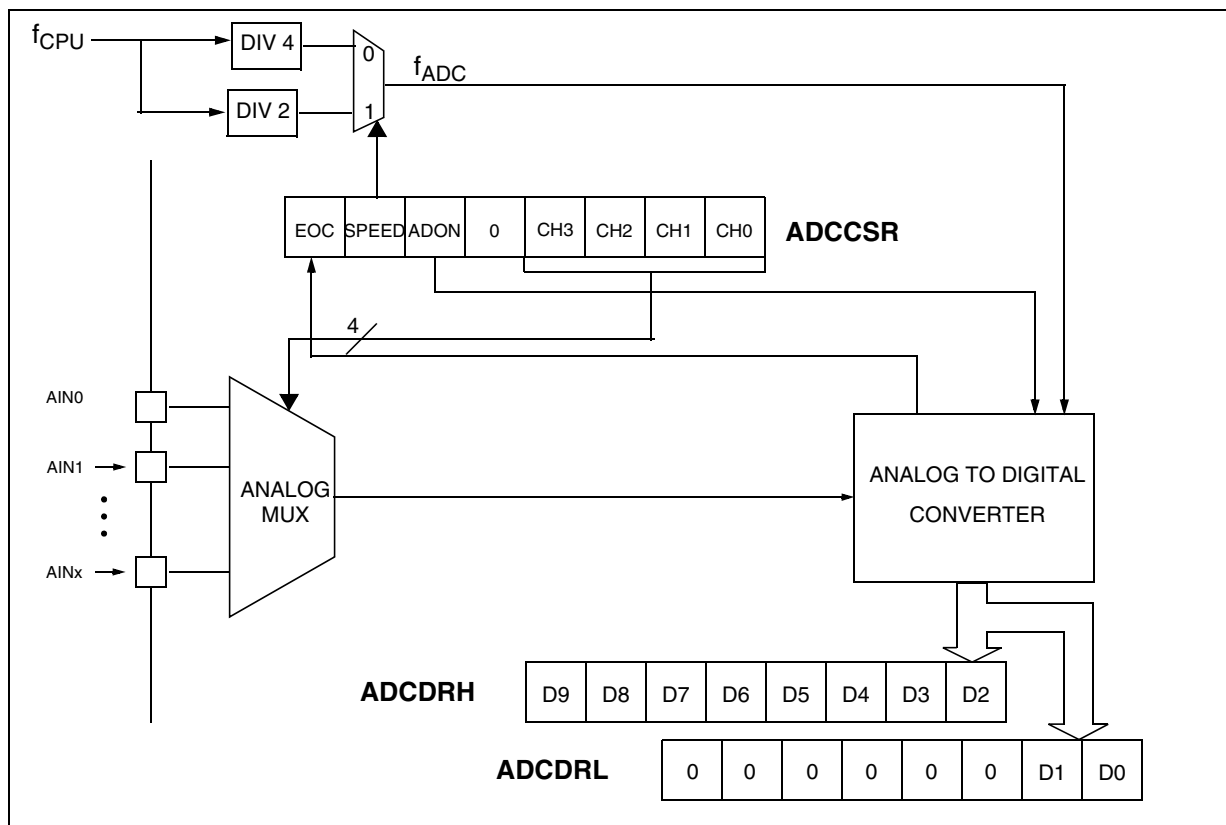 fCPU
DIV 4
0
fADC
DIV 2
1
EOC SPEED ADON 0 CH3 CH2 CH1 CH0 ADCCSR
4
AIN0
AIN1
ANALOG
MUX
ANALOG TO DIGITAL
CONVERTER
AINx
ADCDRH D9 D8 D7 D6 D5 D4 D3 D2
ADCDRL 0 0 0 0 0 0 D1 D0